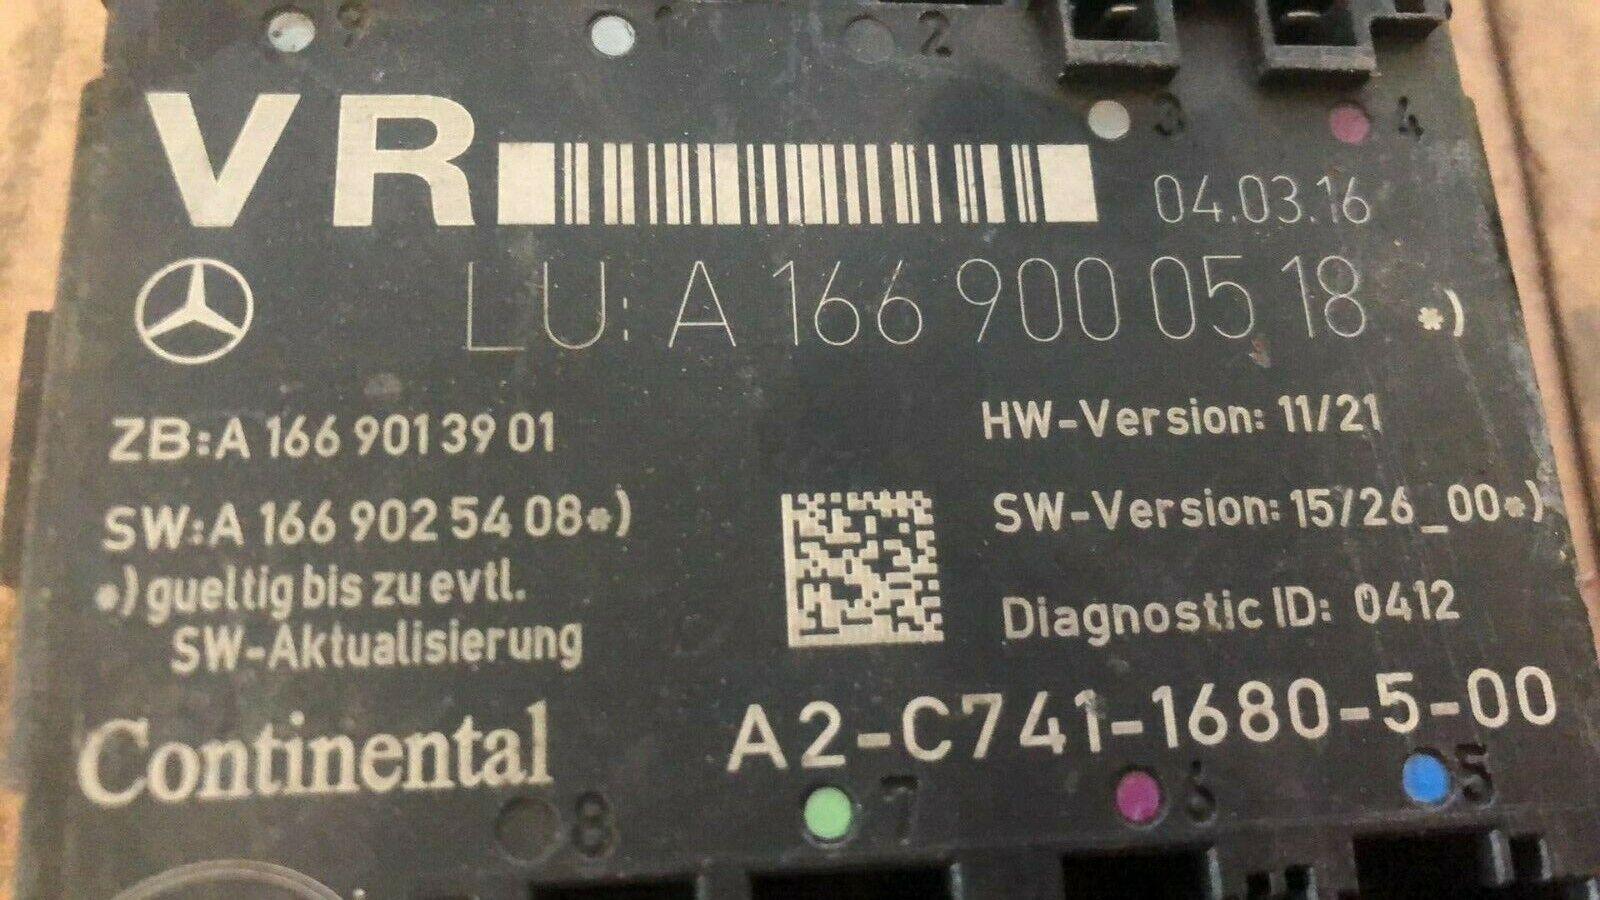 9 1 2
3 4
VR 04.03.16
LU: A 166 900 05 18 *)
ZB: A 166 901 39 01
HW-Version: 11/21
SW: A 166 902 54 08*)
SW-Version: 15/26_00*)
*) gueltig bis zu evtl.
SW-Aktualisierung
Diagnostic ID: 0412
Continental
A2-C741-1680-5-00
8 7 6 5